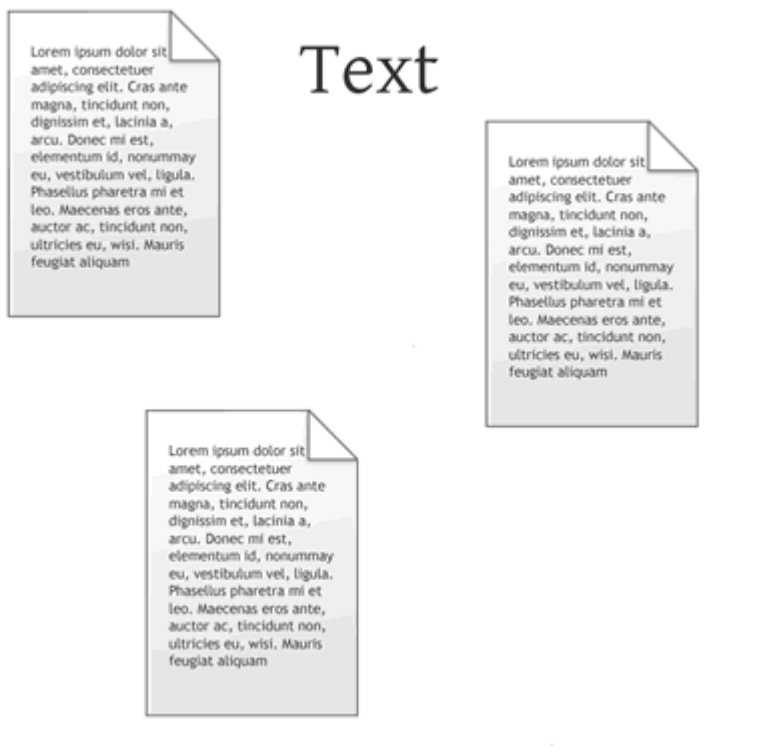 Lorem ipsum dolor sit
amet, consectetuer
adipiscing elit. Cras ante
magna, tincidunt non,
dignissim et, lacinia a,
arcu. Donec mi est,
elementum id, nonummay
eu, vestibulum vel, ligula.
Phasellus pharetra mi et
leo. Maecenas eros ante,
auctor ac, tincidunt non,
ultricies eu, wisi. Mauris
feugiat aliquam
Text
Lorem ipsum dolor sit
amet, consectetuer
adipiscing elit. Cras ante
magna, tincidunt non,
dignissim et, lacinia a,
arcu. Donec mi est,
elementum id, nonummay
eu, vestibulum vel, ligula.
Phasellus pharetra mi et
leo. Maecenas eros ante,
auctor ac, tincidunt non,
ultricies eu, wisi. Mauris
feugiat aliquam
Lorem ipsum dolor sit
amet, consectetuer
adipiscing elit. Cras ante
magna, tincidunt non,
dignissim et, lacinia a,
arcu. Donec mi est,
elementum id, nonummay
eu, vestibulum vel, ligula.
Phasellus pharetra mi et
leo. Maecenas eros ante,
auctor ac, tincidunt non,
ultricies eu, wisi. Mauris
feugiat aliquam